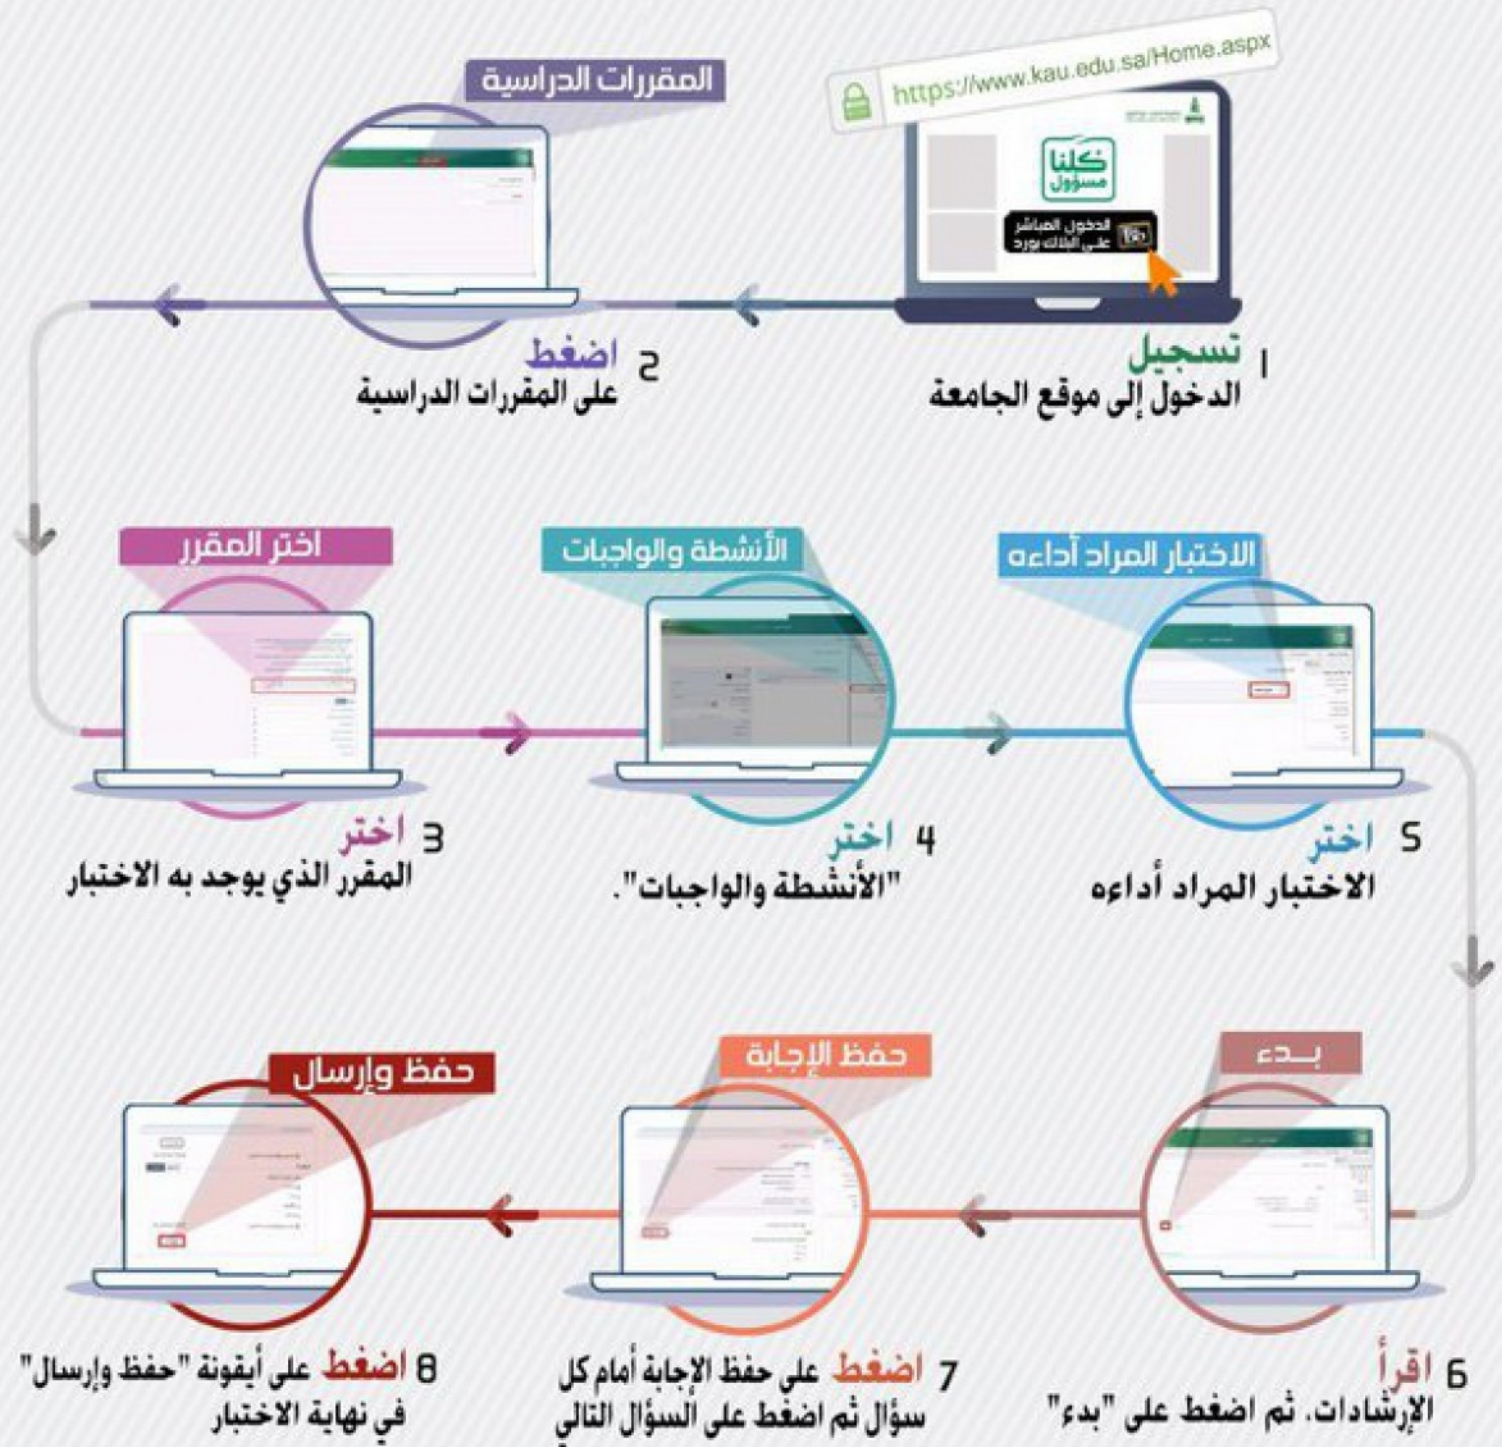 https://www.kau.edu.sa/Home.aspx
كلنا
مسؤول
الدخول المباشر
على البلاك بورد
Bb
1 تسجيل
الدخول إلى موقع الجامعة
المقررات الدراسية
2 اضغط
على المقررات الدراسية
اختر المقرر
3 اختر
المقرر الذي يوجد به الاختبار
الأنشطة والواجبات
4 اختر
"الأنشطة والواجبات".
الاختبار المراد أداءه
5 اختر
الاختبار المراد أداءه
بـــدء
6 اقرأ
الإرشادات، ثم اضغط على "بدء"
حفظ الإجابة
7 اضغط على حفظ الإجابة أمام كل
سؤال ثم اضغط على السؤال التالي
حفظ وإرسال
8 اضغط على أيقونة "حفظ وإرسال"
في نهاية الاختبار